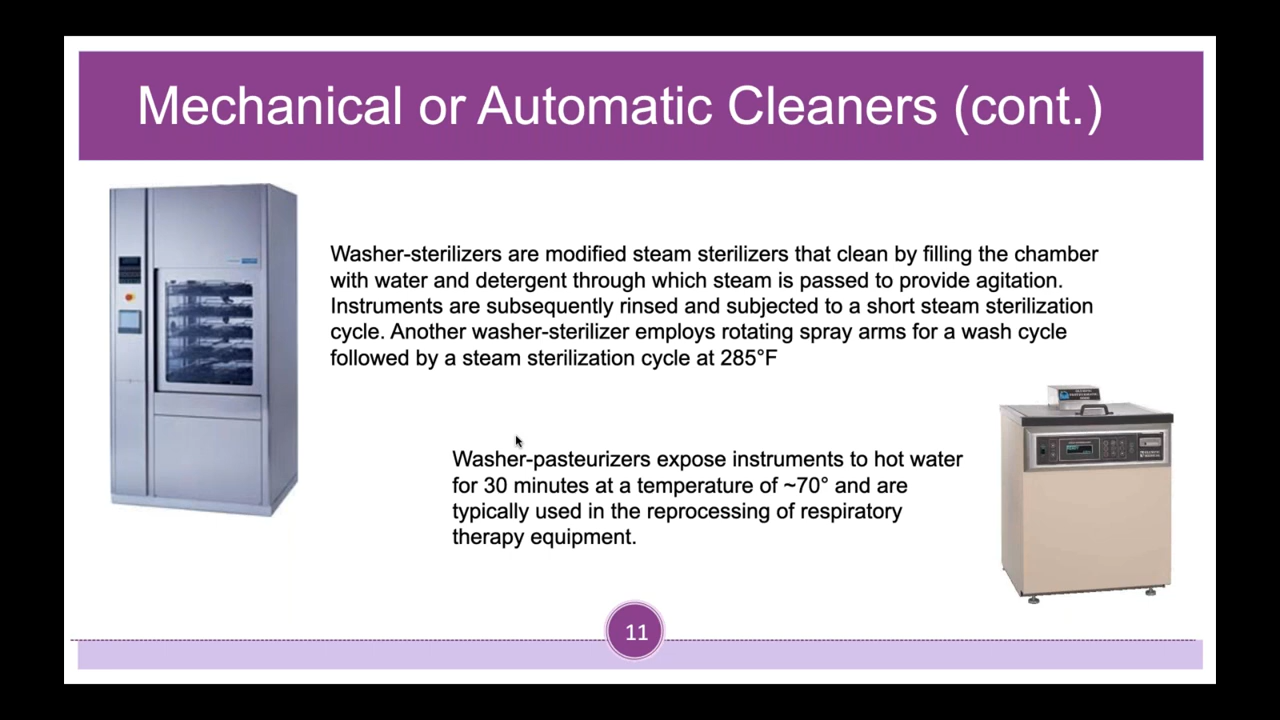 Mechanical or Automatic Cleaners (cont.)
Washer-sterilizers are modified steam sterilizers that clean by filling the chamber
with water and detergent through which steam is passed to provide agitation.
Instruments are subsequently rinsed and subjected to a short steam sterilization
cycle. Another washer-sterilizer employs rotating spray arms for a wash cycle
followed by a steam sterilization cycle at 285°F
Washer-pasteurizers expose instruments to hot water
for 30 minutes at a temperature of ~70° and are
typically used in the reprocessing of respiratory
therapy equipment.
11